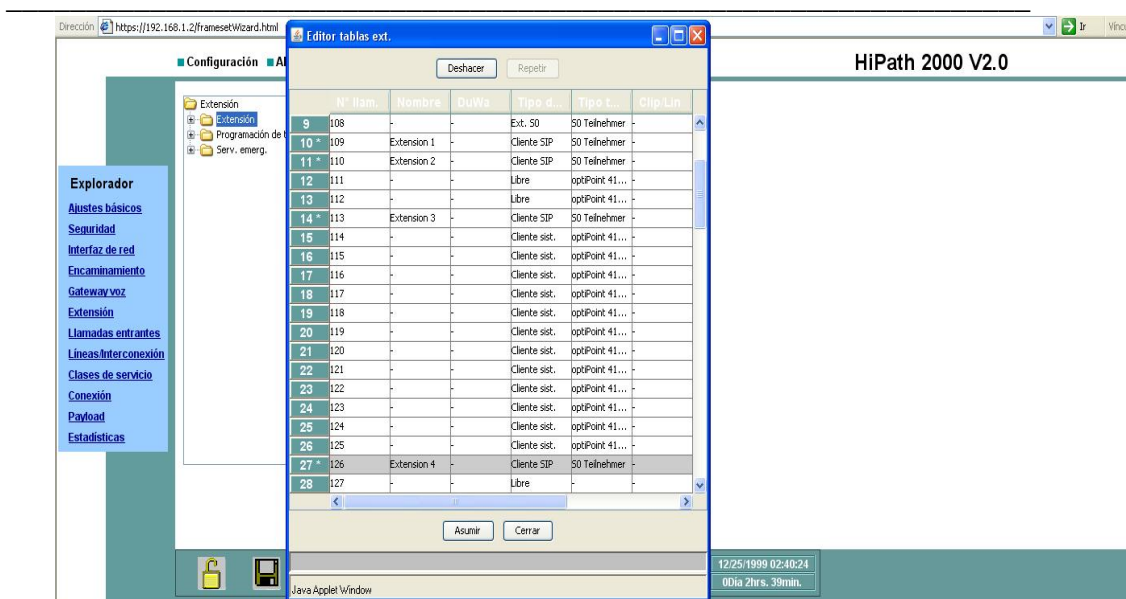 Dirección https://192.168.1.2/framesetWizard.html
Ir
HiPath 2000 V2.0
Configuración
Extensión
Extensión
Programación de
Serv. emerg.
Explorador
Ajustes básicos
Seguridad
Interfaz de red
Encaminamiento
Gateway voz
Extensión
Llamadas entrantes
Líneas/Interconexión
Clases de servicio
Conexión
Payload
Estadísticas
Editor tablas ext.
Deshacer Repetir
Nº llam. Nombre DuWa Tipo d... Tipo t... Clip/Lin
9 108 - - Ext. S0 S0 Teilnehmer -
10 * 109 Extension 1 - Cliente SIP S0 Teilnehmer -
11 * 110 Extension 2 - Cliente SIP S0 Teilnehmer -
12 111 - - Libre optiPoint 41... -
13 112 - - Libre optiPoint 41... -
14 * 113 Extension 3 - Cliente SIP S0 Teilnehmer -
15 114 - - Cliente sist. optiPoint 41... -
16 115 - - Cliente sist. optiPoint 41... -
17 116 - - Cliente sist. optiPoint 41... -
18 117 - - Cliente sist. optiPoint 41... -
19 118 - - Cliente sist. optiPoint 41... -
20 119 - - Cliente sist. optiPoint 41... -
21 120 - - Cliente sist. optiPoint 41... -
22 121 - - Cliente sist. optiPoint 41... -
23 122 - - Cliente sist. optiPoint 41... -
24 123 - - Cliente sist. optiPoint 41... -
25 124 - - Cliente sist. optiPoint 41... -
26 125 - - Cliente sist. optiPoint 41... -
27 * 126 Extension 4 - Cliente SIP S0 Teilnehmer -
28 127 - - Libre - -
Asumir Cerrar
Java Applet Window
12/25/1999 02:40:24
0Dia 2hrs. 39min.